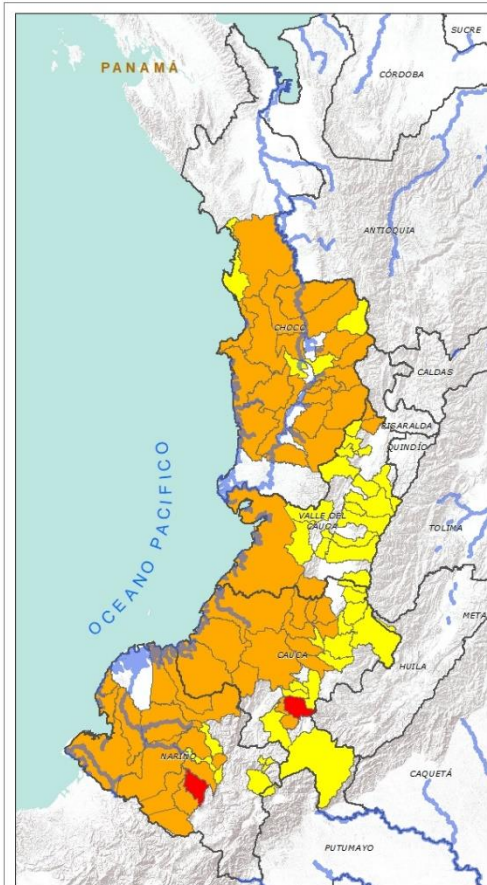 SUCRE
PANAMÁ
CÓRDOBA
ANTIOQUIA
CHOCÓ
CALDAS
RISARALDA
QUINDÍO
OCEANO PACIFICO
VALLE DEL
CAUCA
TOLIMA
META
CAUCA
HUILA
NARIÑO
CAQUETÁ
PUTUMAYO